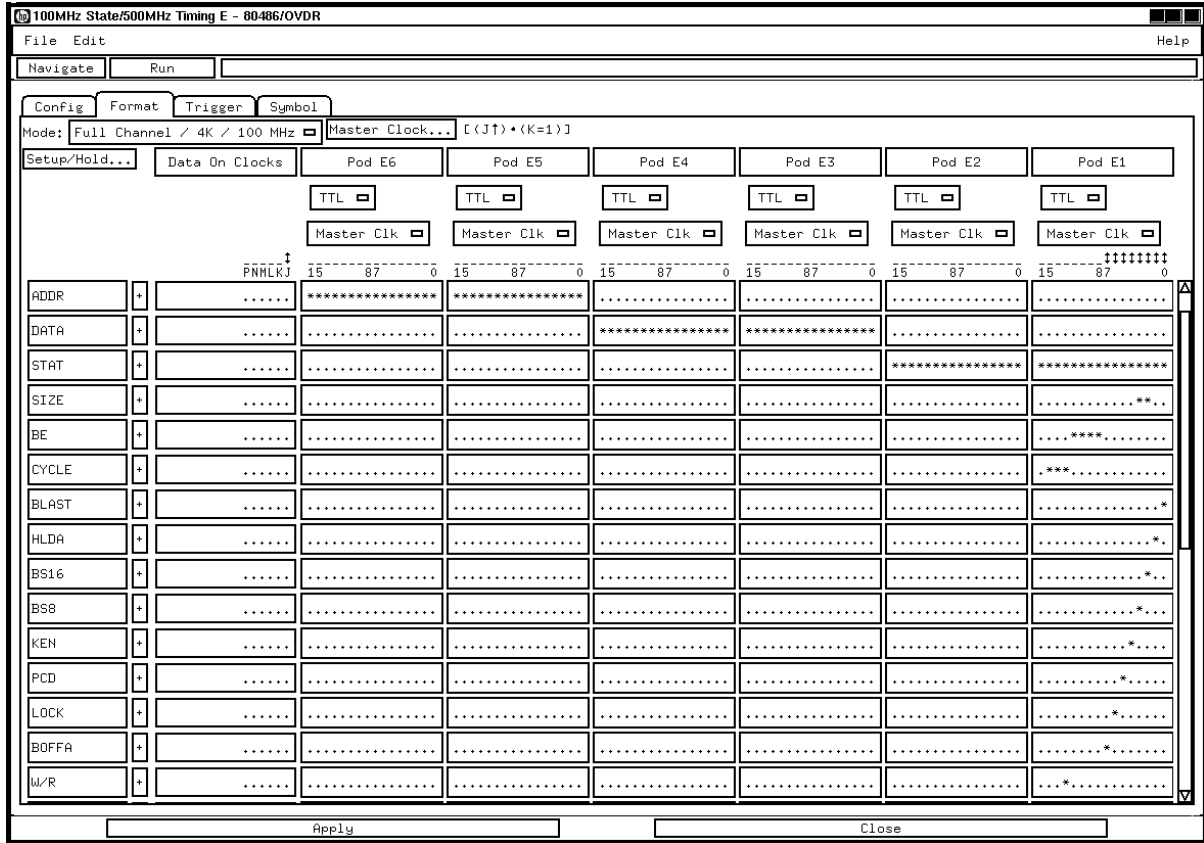 hp 100MHz State/500MHz Timing E - 80486/OVDR
File Edit Help
Navigate Run
Config Format Trigger Symbol
Mode: Full Channel / 4K / 100 MHz Master Clock... [(J↑)•(K=1)]
Setup/Hold... Data On Clocks Pod E6 Pod E5 Pod E4 Pod E3 Pod E2 Pod E1
TTL TTL TTL TTL TTL TTL
Master Clk Master Clk Master Clk Master Clk Master Clk Master Clk
_____↕ ________↕↕↕↕↕↕↕↕
PNMLKJ 15 87 0 15 87 0 15 87 0 15 87 0 15 87 0 15 87 0
ADDR + ...... **************** **************** ................ ................ ................ ................
DATA + ...... ................ ................ **************** **************** ................ ................
STAT + ...... ................ ................ ................ ................ **************** ****************
SIZE + ...... ................ ................ ................ ................ ................ ............**..
BE + ...... ................ ................ ................ ................ ................ ....****........
CYCLE + ...... ................ ................ ................ ................ ................ .***............
BLAST + ...... ................ ................ ................ ................ ................ ...............*
HLDA + ...... ................ ................ ................ ................ ................ ..............*.
BS16 + ...... ................ ................ ................ ................ ................ .............*..
BS8 + ...... ................ ................ ................ ................ ................ ............*...
KEN + ...... ................ ................ ................ ................ ................ ...........*....
PCD + ...... ................ ................ ................ ................ ................ ..........*.....
LOCK + ...... ................ ................ ................ ................ ................ .........*......
BOFFA + ...... ................ ................ ................ ................ ................ ........*.......
W/R + ...... ................ ................ ................ ................ ................ ...*............
Apply Close